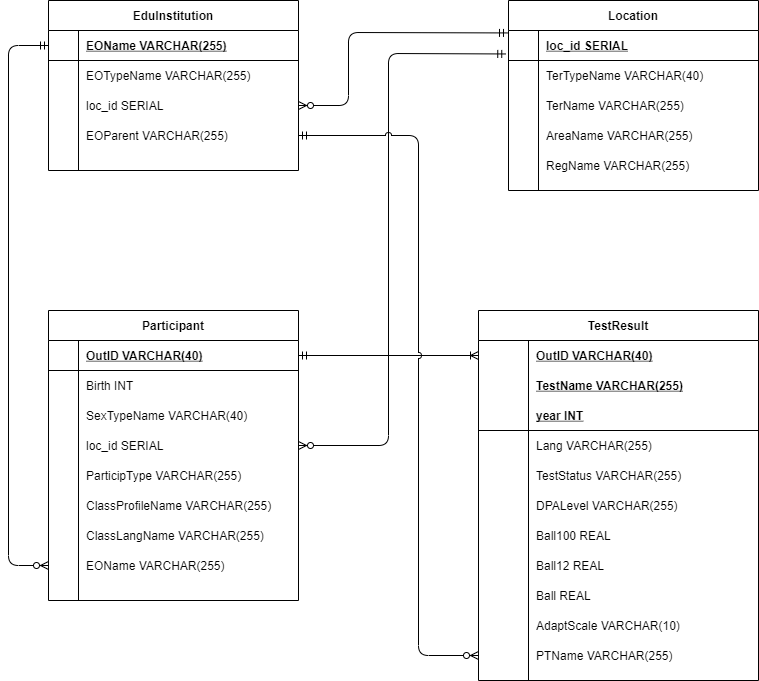 EduInstitution
EOName VARCHAR(255)
EOTypeName VARCHAR(255)
loc_id SERIAL
EOParent VARCHAR(255)
Location
loc_id SERIAL
TerTypeName VARCHAR(40)
TerName VARCHAR(255)
AreaName VARCHAR(255)
RegName VARCHAR(255)
Participant
OutID VARCHAR(40)
Birth INT
SexTypeName VARCHAR(40)
loc_id SERIAL
ParticipType VARCHAR(255)
ClassProfileName VARCHAR(255)
ClassLangName VARCHAR(255)
EOName VARCHAR(255)
TestResult
OutID VARCHAR(40)
TestName VARCHAR(255)
year INT
Lang VARCHAR(255)
TestStatus VARCHAR(255)
DPALevel VARCHAR(255)
Ball100 REAL
Ball12 REAL
Ball REAL
AdaptScale VARCHAR(10)
PTName VARCHAR(255)